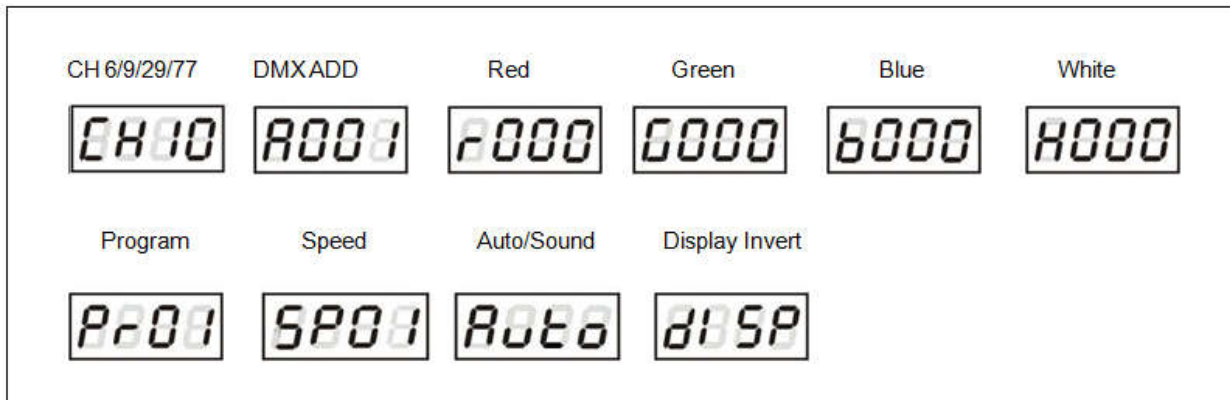 CH 6/9/29/77 DMX ADD Red Green Blue White
CH10 A001 r000 G000 b000 H000
Program Speed Auto/Sound Display Invert
Pr01 SP01 Auto dISP